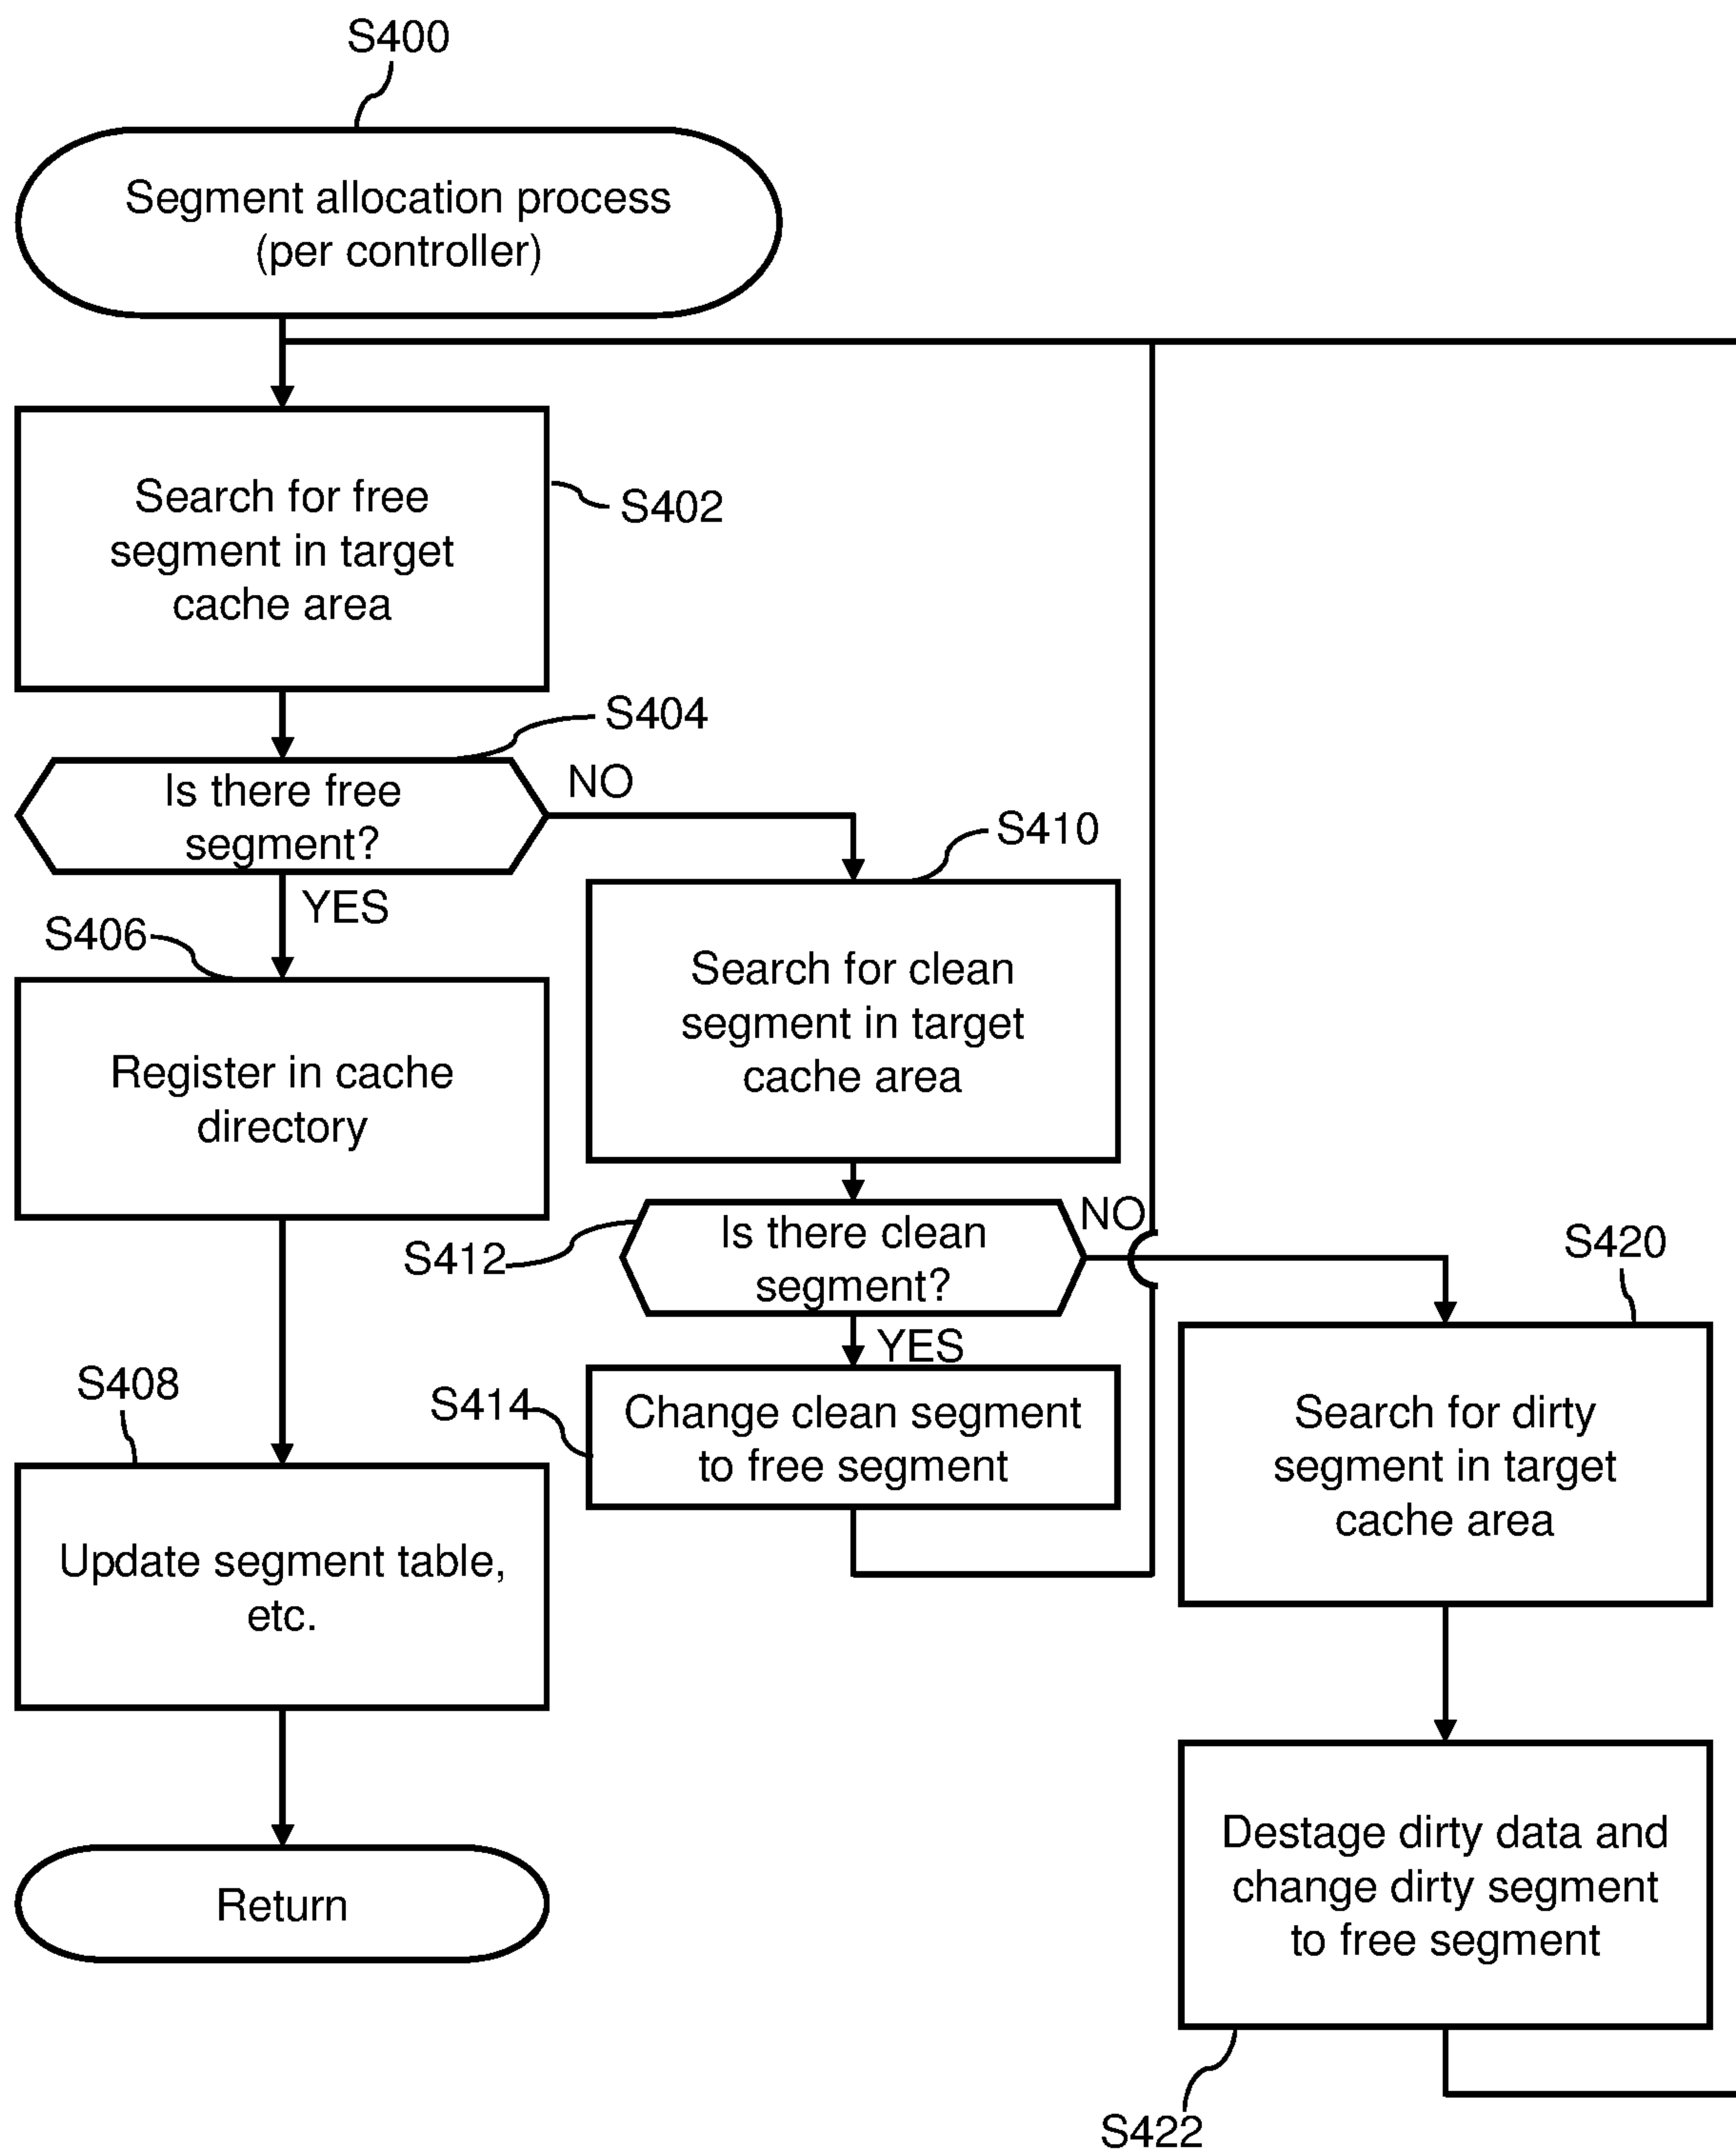 S400
Segment allocation process
(per controller)
Search for free
segment in target
cache area
S402
S404
Is there free
segment?
NO
YES
S410
S406
Register in cache
directory
Search for clean
segment in target
cache area
S412
Is there clean
segment?
NO
YES
S414
Change clean segment
to free segment
S408
Update segment table,
etc.
Return
S420
Search for dirty
segment in target
cache area
Destage dirty data and
change dirty segment
to free segment
S422